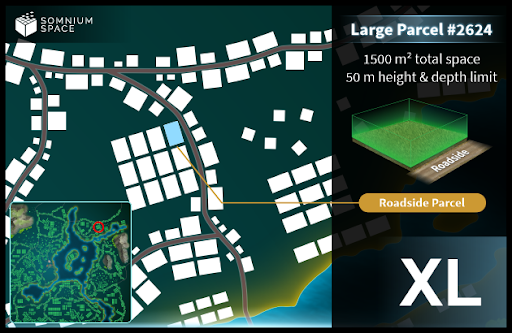 SOMNIUM
SPACE
Large Parcel #2624
1500 m² total space
50 m height & depth limit
Roadside
Roadside Parcel
XL